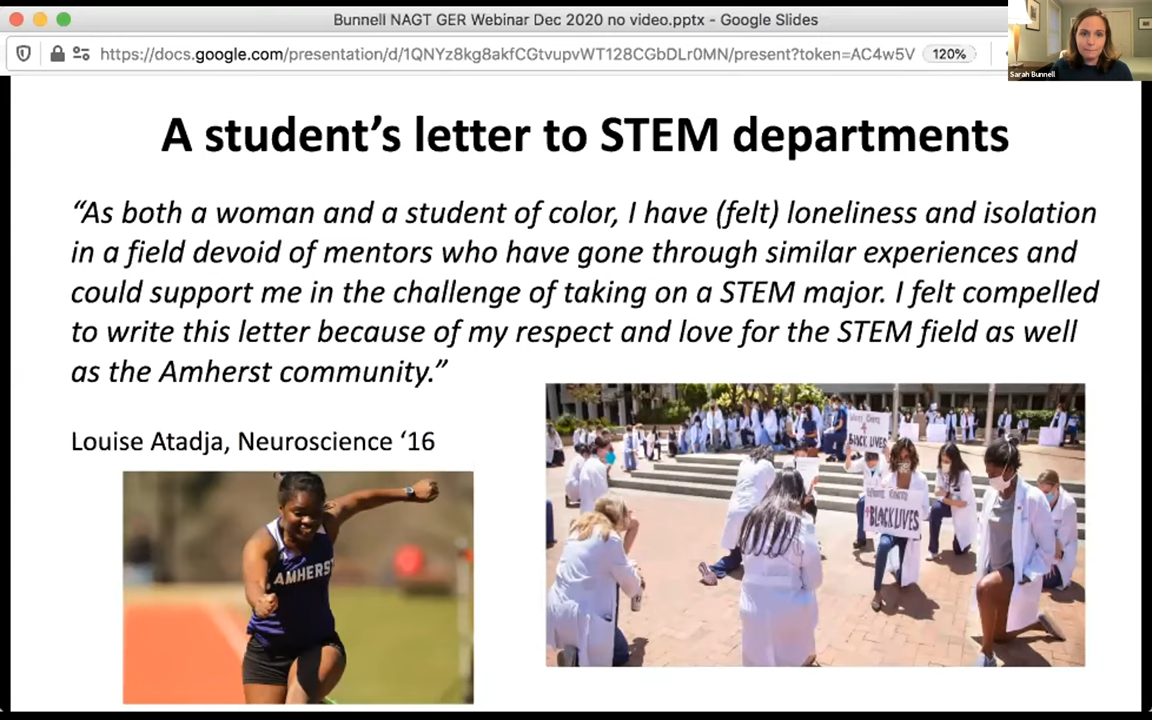 Bunnell NAGT GER Webinar Dec 2020 no video.pptx - Google Slides
https://docs.google.com/presentation/d/1QNYz8kg8akfCGtvupvWT128CGbDLr0MN/present?token=AC4w5V
120%
Sarah Bunnell
A student’s letter to STEM departments
“As both a woman and a student of color, I have (felt) loneliness and isolation
in a field devoid of mentors who have gone through similar experiences and
could support me in the challenge of taking on a STEM major. I felt compelled
to write this letter because of my respect and love for the STEM field as well
as the Amherst community.”
Louise Atadja, Neuroscience ‘16
AMHERST
BLACK LIVES
BLACK LIVES